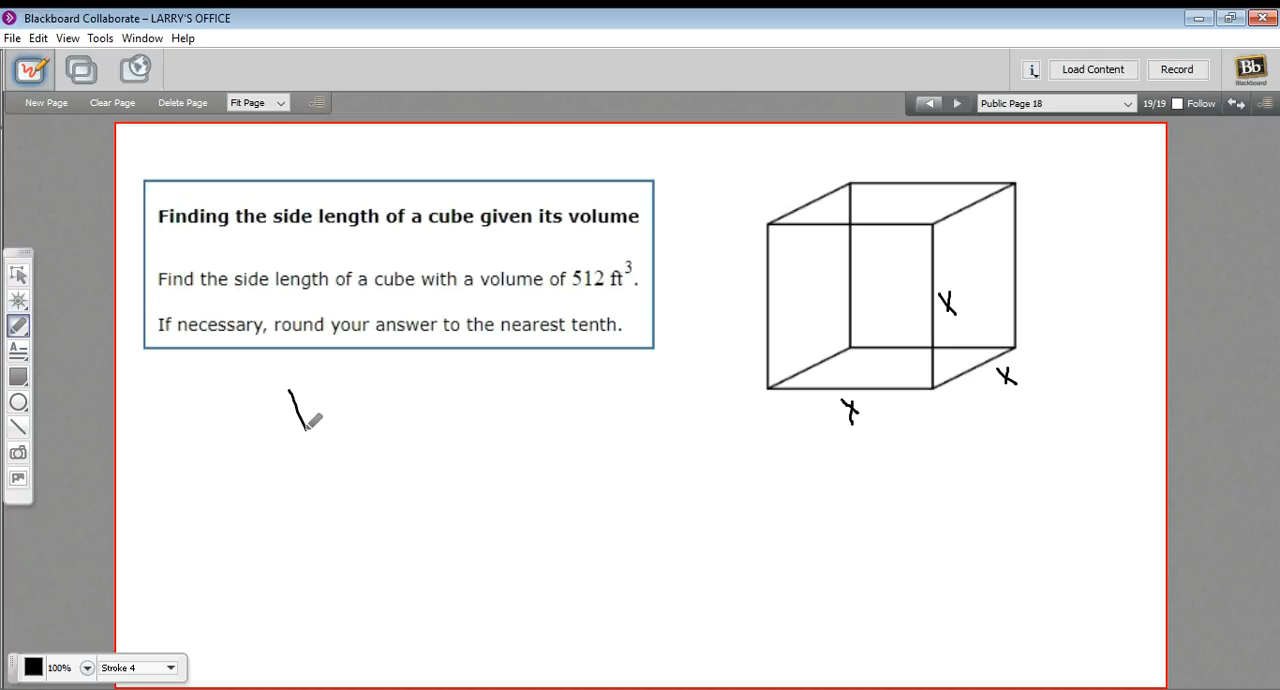 Blackboard Collaborate – LARRY'S OFFICE
File Edit View Tools Window Help
i Load Content Record Bb
Blackboard
New Page Clear Page Delete Page Fit Page Public Page 18 19/19 Follow
Finding the side length of a cube given its volume
Find the side length of a cube with a volume of 512 ft³.
If necessary, round your answer to the nearest tenth.
x
x
x
A
100% Stroke 4